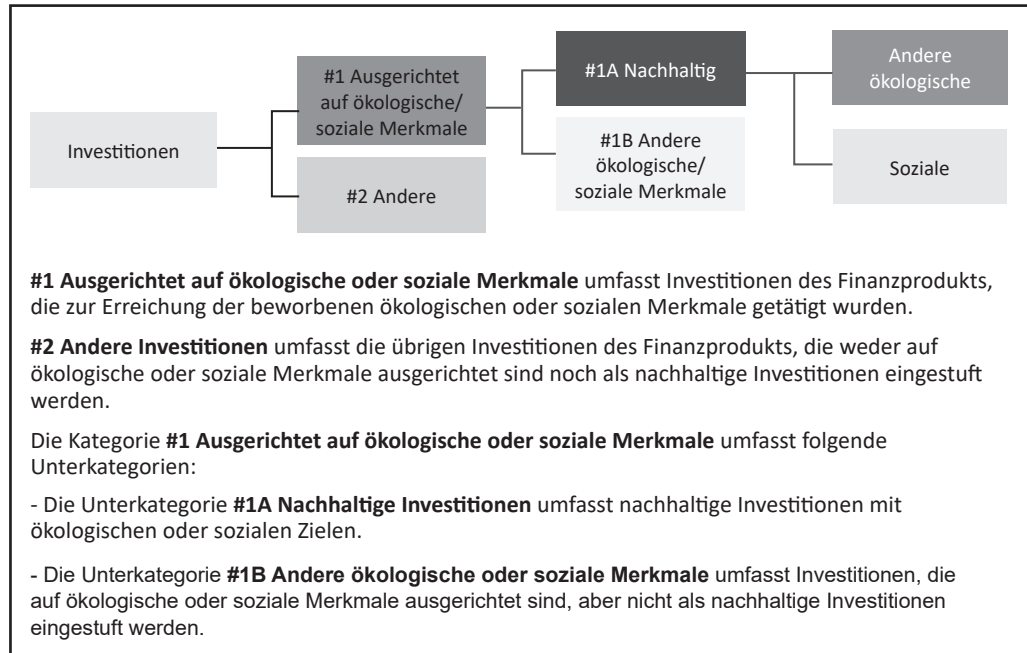 Investitionen
#1 Ausgerichtet
auf ökologische/
soziale Merkmale
#2 Andere
#1A Nachhaltig
#1B Andere
ökologische/
soziale Merkmale
Andere
ökologische
Soziale
#1 Ausgerichtet auf ökologische oder soziale Merkmale umfasst Investitionen des Finanzprodukts,
die zur Erreichung der beworbenen ökologischen oder sozialen Merkmale getätigt wurden.
#2 Andere Investitionen umfasst die übrigen Investitionen des Finanzprodukts, die weder auf
ökologische oder soziale Merkmale ausgerichtet sind noch als nachhaltige Investitionen eingestuft
werden.
Die Kategorie #1 Ausgerichtet auf ökologische oder soziale Merkmale umfasst folgende
Unterkategorien:
- Die Unterkategorie #1A Nachhaltige Investitionen umfasst nachhaltige Investitionen mit
ökologischen oder sozialen Zielen.
- Die Unterkategorie #1B Andere ökologische oder soziale Merkmale umfasst Investitionen, die
auf ökologische oder soziale Merkmale ausgerichtet sind, aber nicht als nachhaltige Investitionen
eingestuft werden.